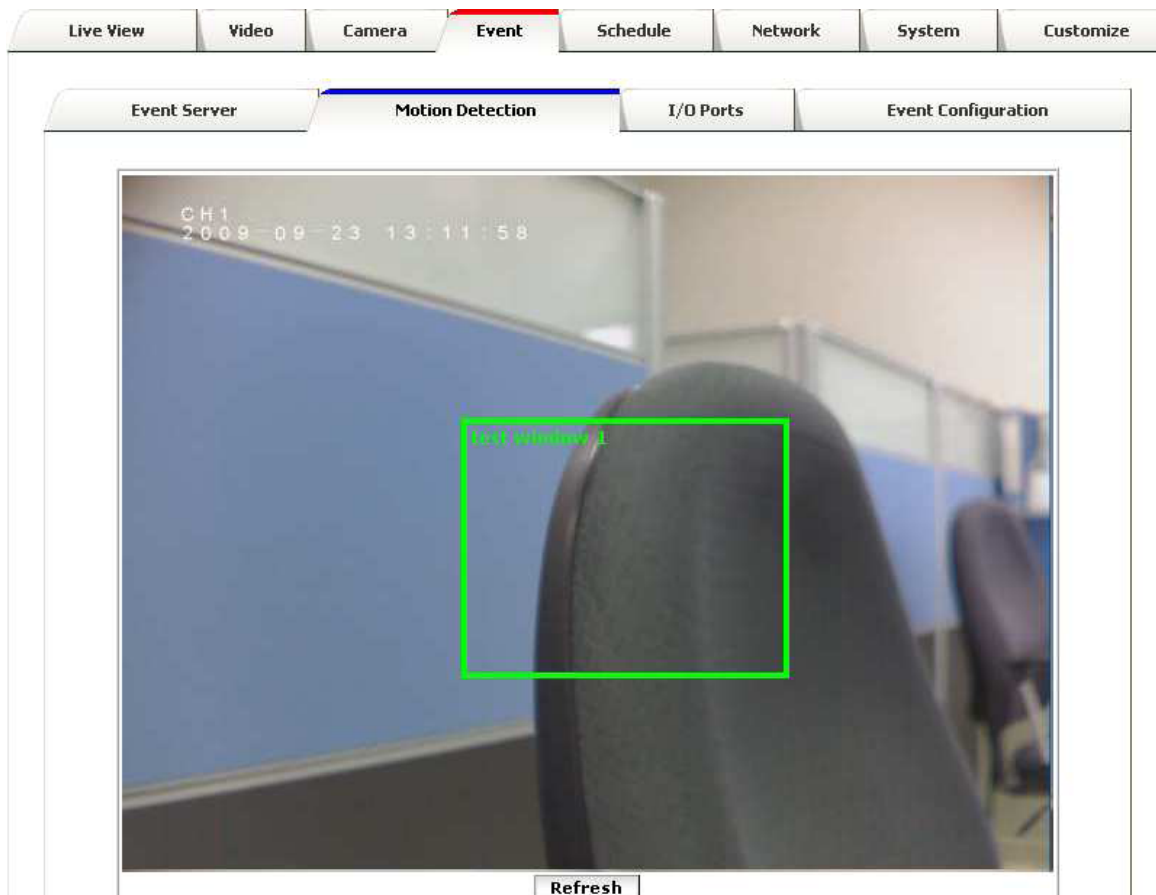 Live View Video Camera Event Schedule Network System Customize
Event Server Motion Detection I/O Ports Event Configuration
CH1
2009-09-23 13:11:58
test window 1
Refresh